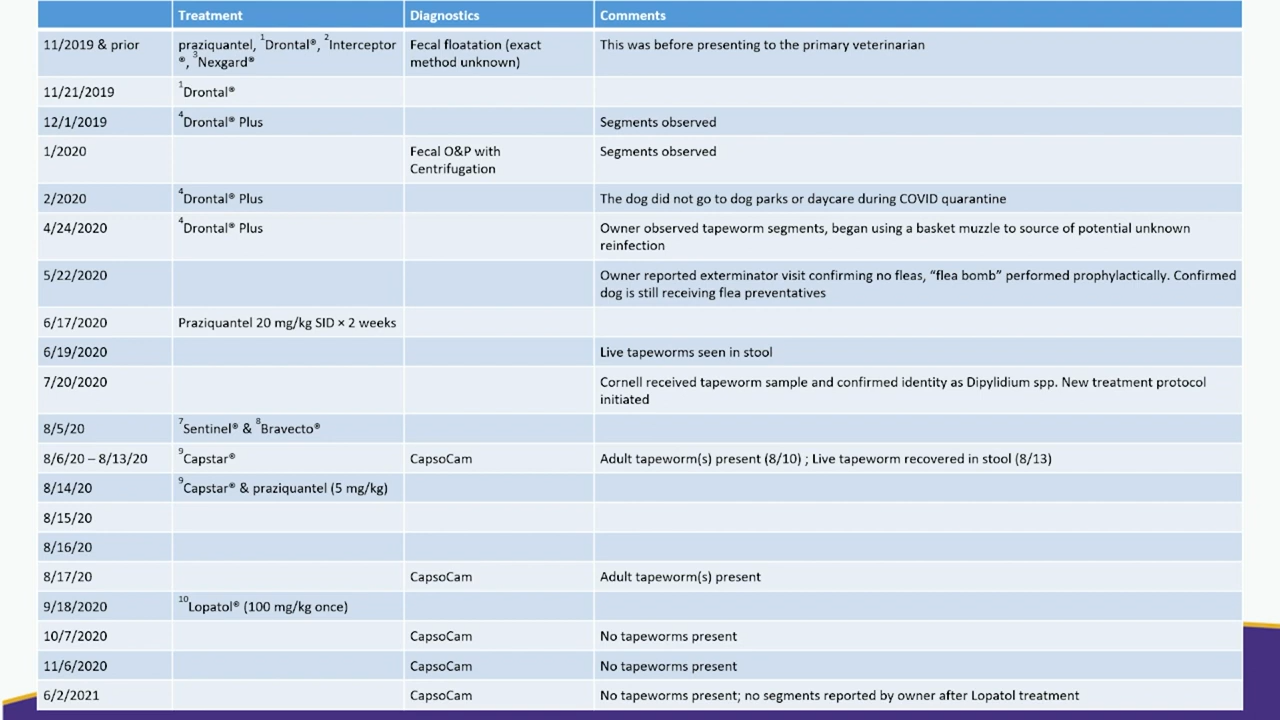 Treatment Diagnostics Comments
11/2019 & prior praziquantel, ¹Drontal®, ²Interceptor Fecal floatation (exact This was before presenting to the primary veterinarian
®, ³Nexgard® method unknown)
11/21/2019 ¹Drontal®
12/1/2019 ⁴Drontal® Plus Segments observed
1/2020 Fecal O&P with Segments observed
Centrifugation
2/2020 ⁴Drontal® Plus The dog did not go to dog parks or daycare during COVID quarantine
4/24/2020 ⁴Drontal® Plus Owner observed tapeworm segments, began using a basket muzzle to source of potential unknown
reinfection
5/22/2020 Owner reported exterminator visit confirming no fleas, “flea bomb” performed prophylactically. Confirmed
dog is still receiving flea preventatives
6/17/2020 Praziquantel 20 mg/kg SID × 2 weeks
6/19/2020 Live tapeworms seen in stool
7/20/2020 Cornell received tapeworm sample and confirmed identity as Dipylidium spp. New treatment protocol
initiated
8/5/20 ⁷Sentinel® & ⁸Bravecto®
8/6/20 – 8/13/20 ⁹Capstar® CapsoCam Adult tapeworm(s) present (8/10) ; Live tapeworm recovered in stool (8/13)
8/14/20 ⁹Capstar® & praziquantel (5 mg/kg)
8/15/20
8/16/20
8/17/20 CapsoCam Adult tapeworm(s) present
9/18/2020 ¹⁰Lopatol® (100 mg/kg once)
10/7/2020 CapsoCam No tapeworms present
11/6/2020 CapsoCam No tapeworms present
6/2/2021 CapsoCam No tapeworms present; no segments reported by owner after Lopatol treatment